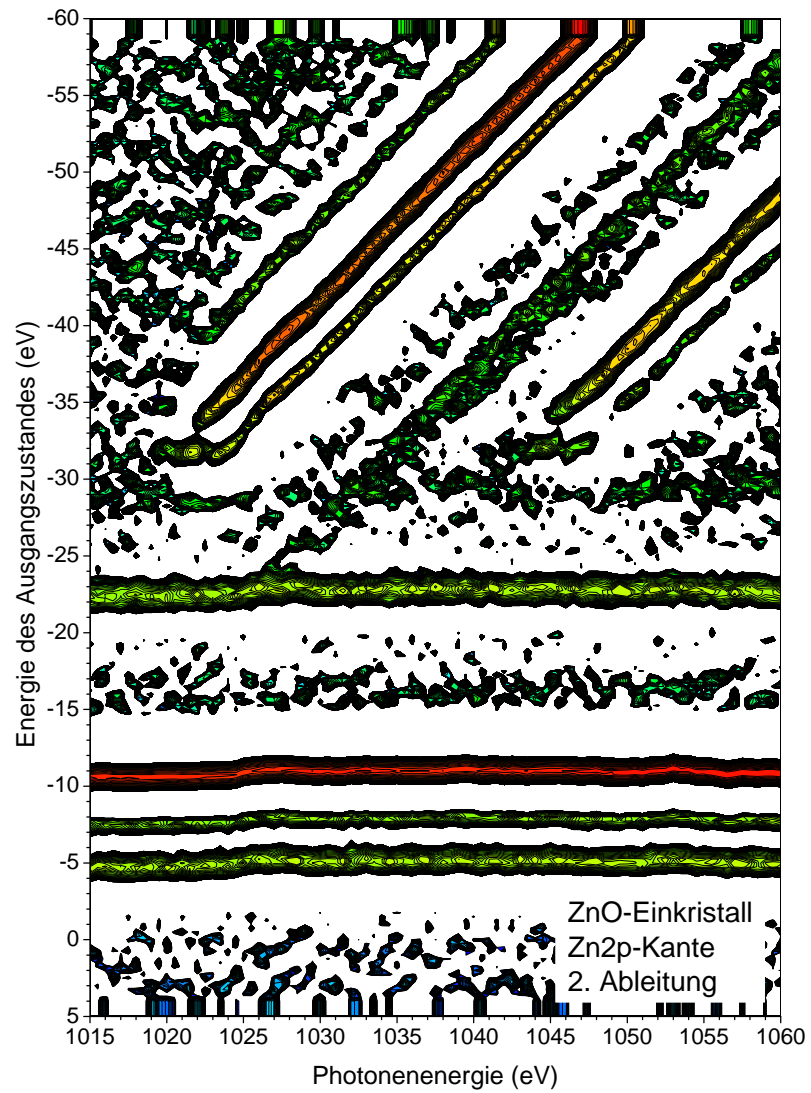 -60
-55
-50
-45
-40
-35
-30
-25
-20
-15
-10
-5
0
5
Energie des Ausgangszustandes (eV)
ZnO-Einkristall
Zn2p-Kante
2. Ableitung
1015 1020 1025 1030 1035 1040 1045 1050 1055 1060
Photonenenergie (eV)